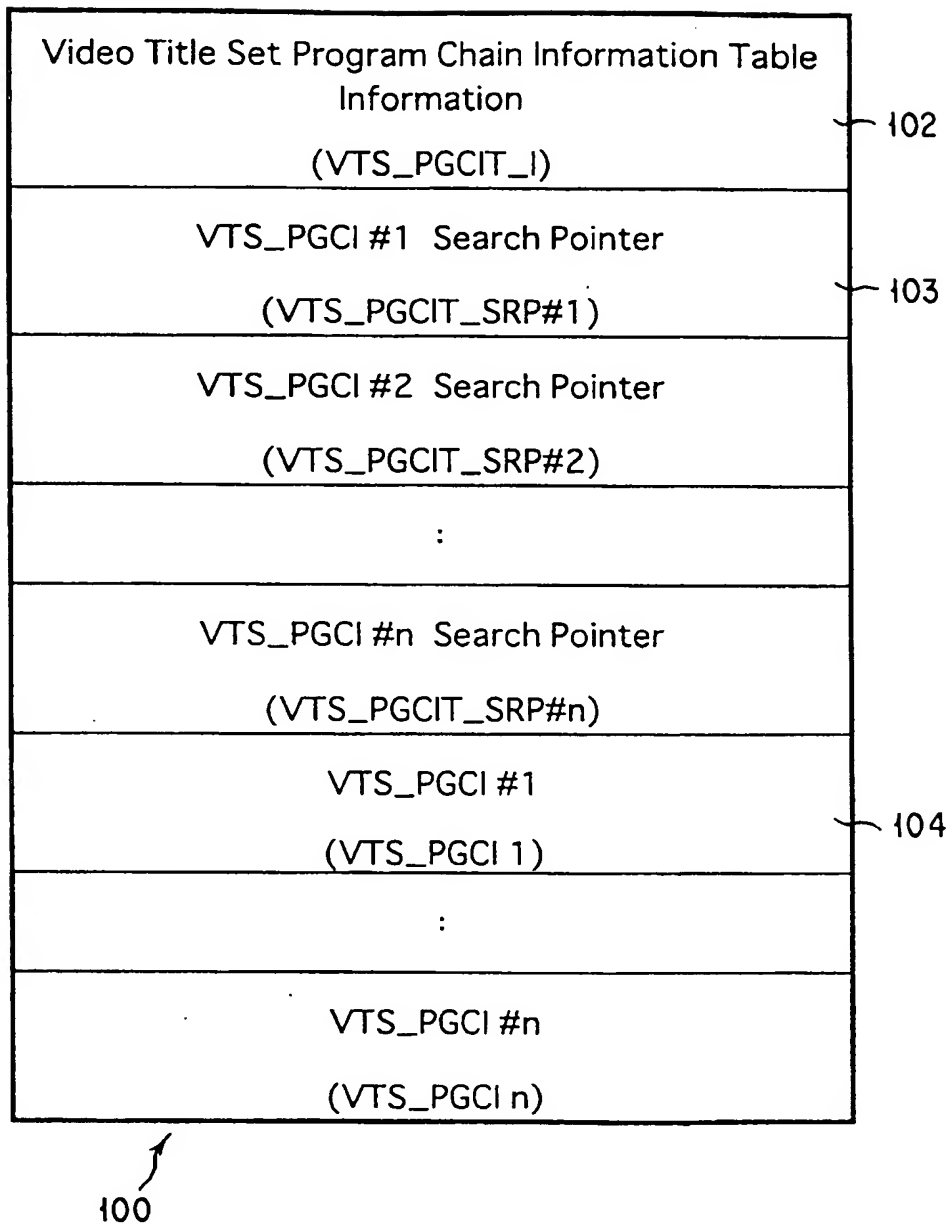 Video Title Set Program Chain Information Table
Information
(VTS_PGCIT_I)
102
VTS_PGCI #1 Search Pointer
(VTS_PGCIT_SRP#1)
103
VTS_PGCI #2 Search Pointer
(VTS_PGCIT_SRP#2)
:
VTS_PGCI #n Search Pointer
(VTS_PGCIT_SRP#n)
VTS_PGCI #1
(VTS_PGCI 1)
104
:
VTS_PGCI #n
(VTS_PGCI n)
100